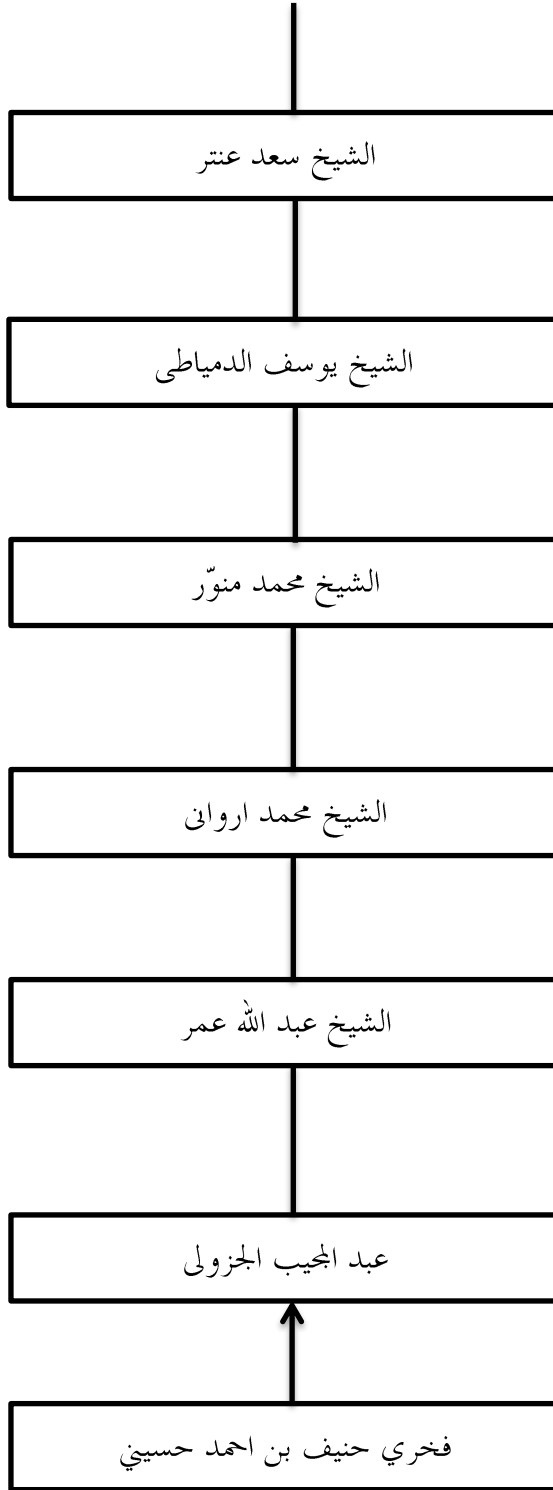 الشيخ سعد عنتر
الشيخ يوسف الدمياطى
الشيخ محمد منوّر
الشيخ محمد اروانى
الشيخ عبد الله عمر
عبد المجيب الجزولى
فخري حنيف بن احمد حسيني